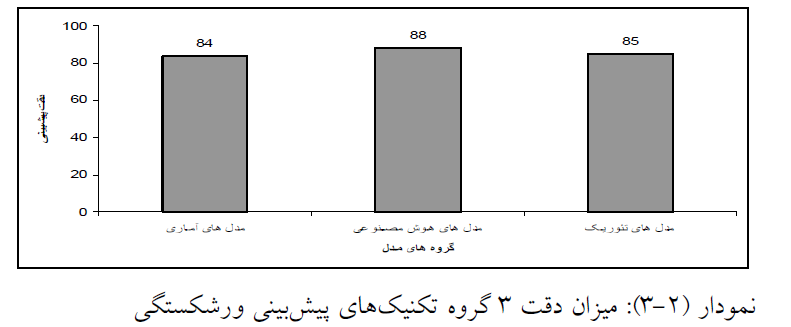 100
80
60
40
20
0
84
88
85
دقت پیش‌بینی
مدل های آماری
مدل های هوش مصنوعی
مدل های تئوریک
گروه های مدل
نمودار (۲-۳): میزان دقت ۳ گروه تکنیک‌های پیش‌بینی ورشکستگی